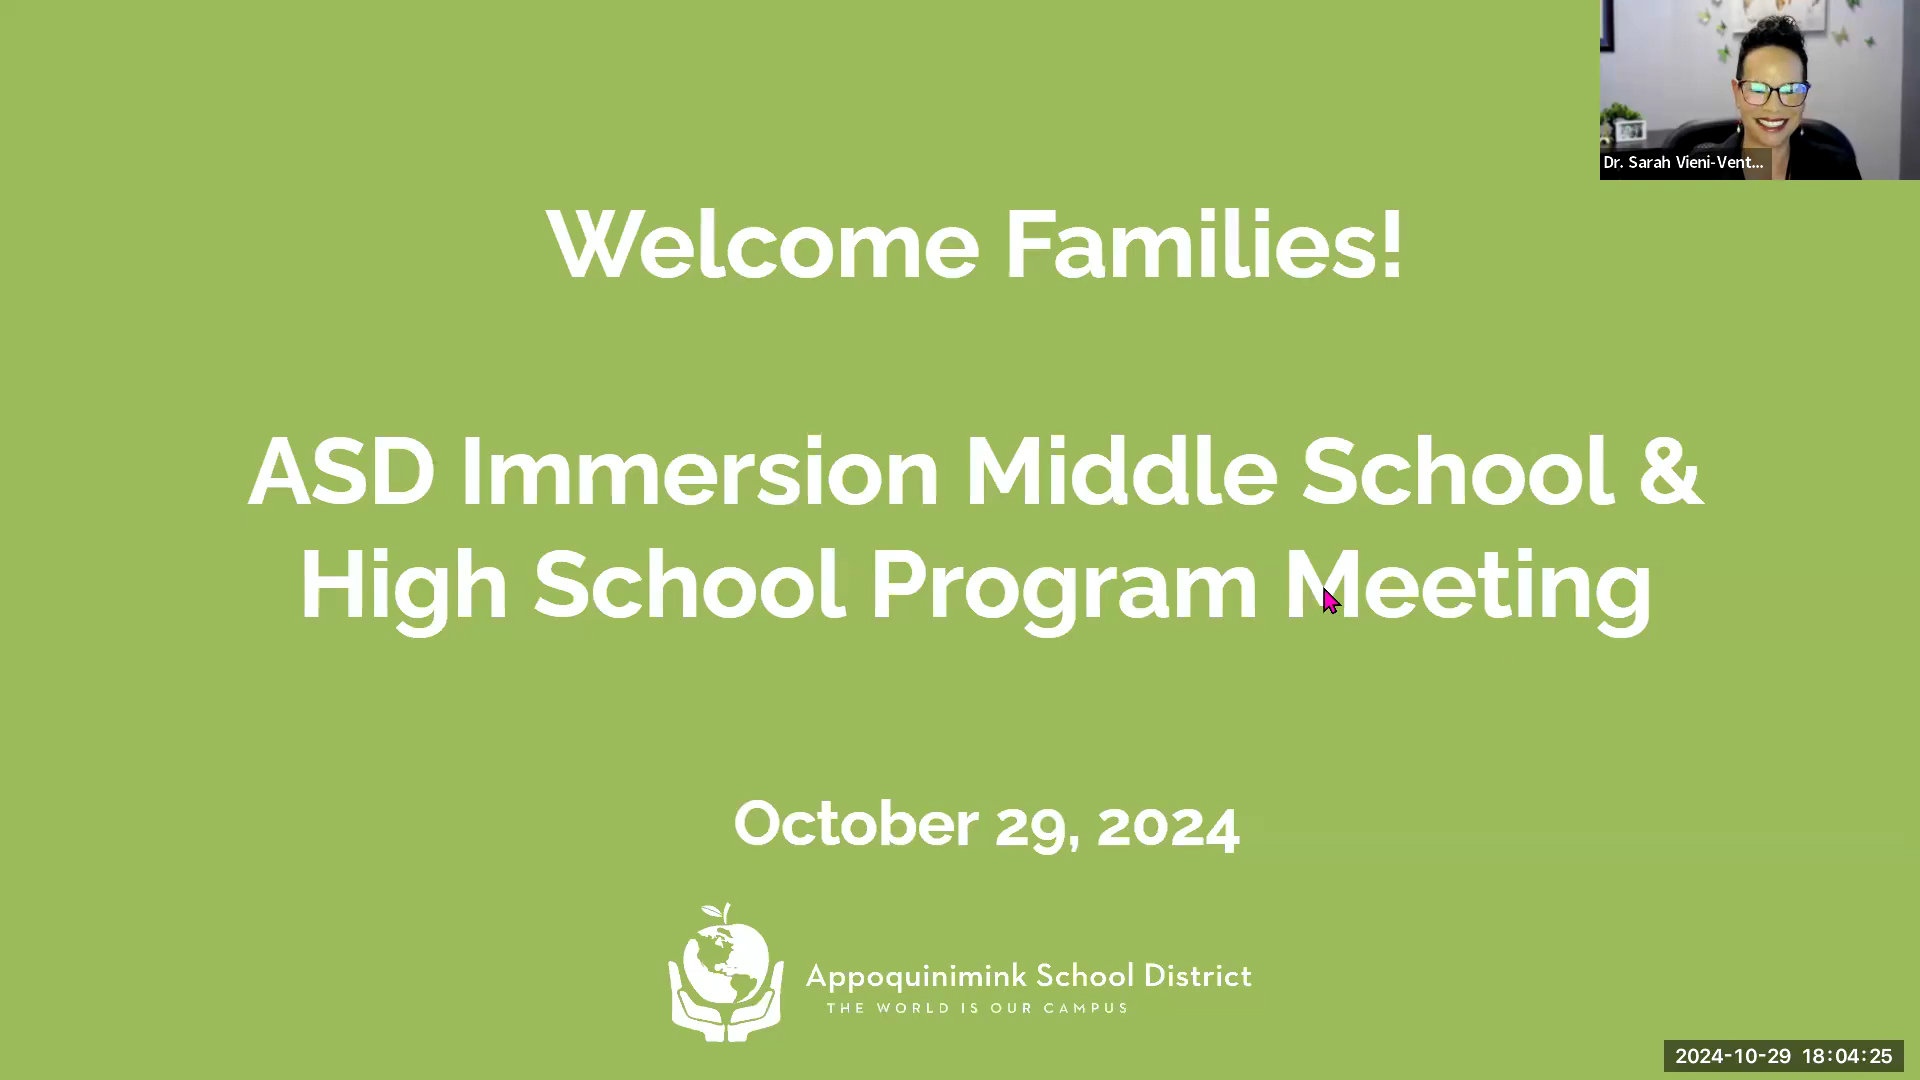 Dr. Sarah Vieni-Vent...
Welcome Families!
ASD Immersion Middle School &
High School Program Meeting
October 29, 2024
Appoquinimink School District
THE WORLD IS OUR CAMPUS
2024-10-29 18:04:25